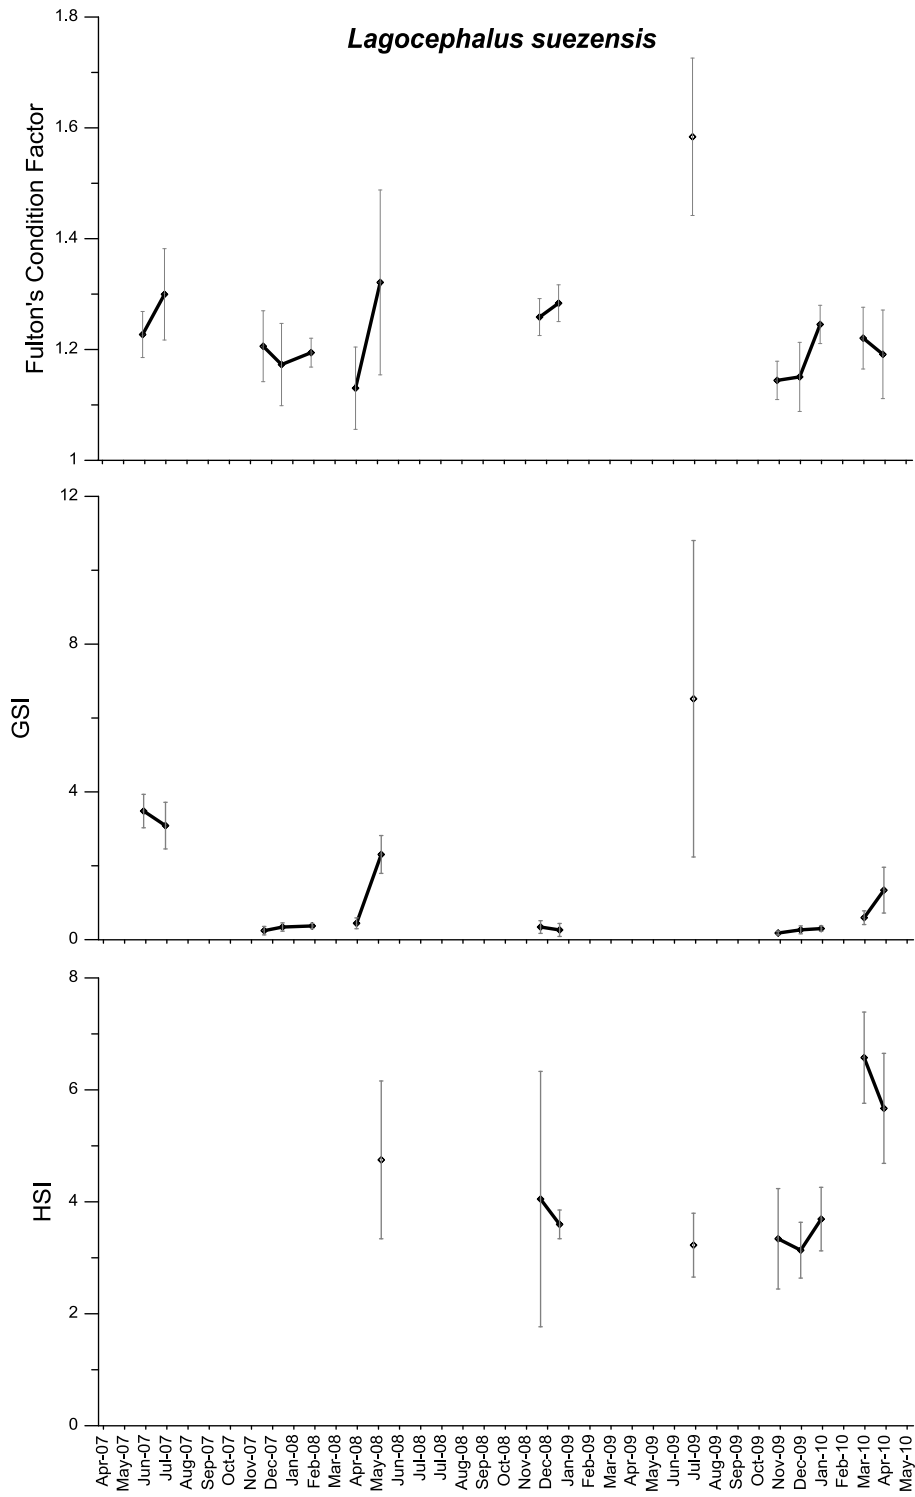 Lagocephalus suezensis
1.8
1.6
1.4
1.2
1
Fulton's Condition Factor
12
8
4
0
GSI
8
6
4
2
0
HSI
Apr-07
May-07
Jun-07
Jul-07
Aug-07
Sep-07
Oct-07
Nov-07
Dec-07
Jan-08
Feb-08
Mar-08
Apr-08
May-08
Jun-08
Jul-08
Jul-08
Aug-08
Sep-08
Oct-08
Nov-08
Dec-08
Jan-09
Feb-09
Mar-09
Apr-09
May-09
Jun-09
Jul-09
Aug-09
Sep-09
Oct-09
Nov-09
Dec-09
Jan-10
Feb-10
Mar-10
Apr-10
May-10